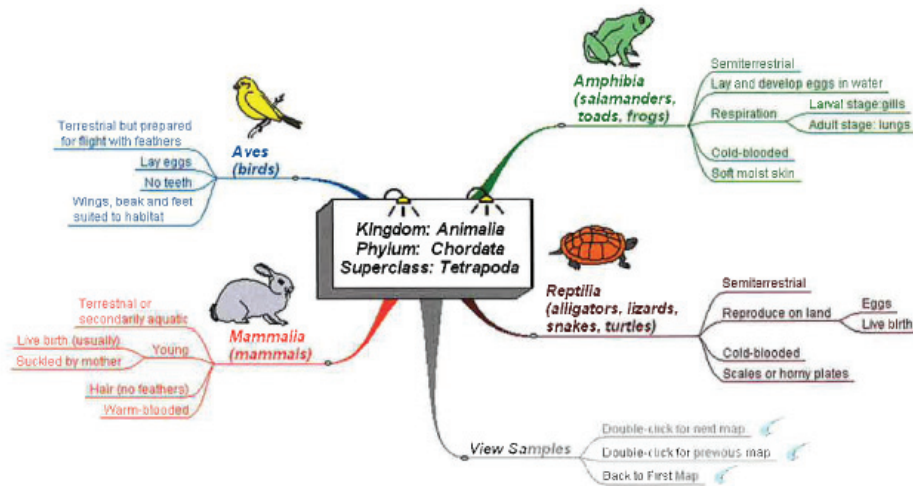 Amphibia
(salamanders,
toads, frogs)
Semiterrestrial
Lay and develop eggs in water
Respiration
Larval stage:gills
Adult stage: lungs
Cold-blooded
Soft moist skin
Terrestrial but prepared
for flight with feathers
Lay eggs
No teeth
Wings, beak and feet
suited to habitat
Aves
(birds)
Kingdom: Animalia
Phylum: Chordata
Superclass: Tetrapoda
Reptilia
(alligators, lizards,
snakes, turtles)
Semiterrestrial
Reproduce on land
Eggs
Live birth
Cold-blooded
Scales or horny plates
Terrestrial or
secondarily aquatic
Live birth (usually)
Suckled by mother
Young
Hair (no feathers)
Warm-blooded
Mammalia
(mammals)
View Samples
Double-click for next map
Double-click for prevous map
Back to First Map